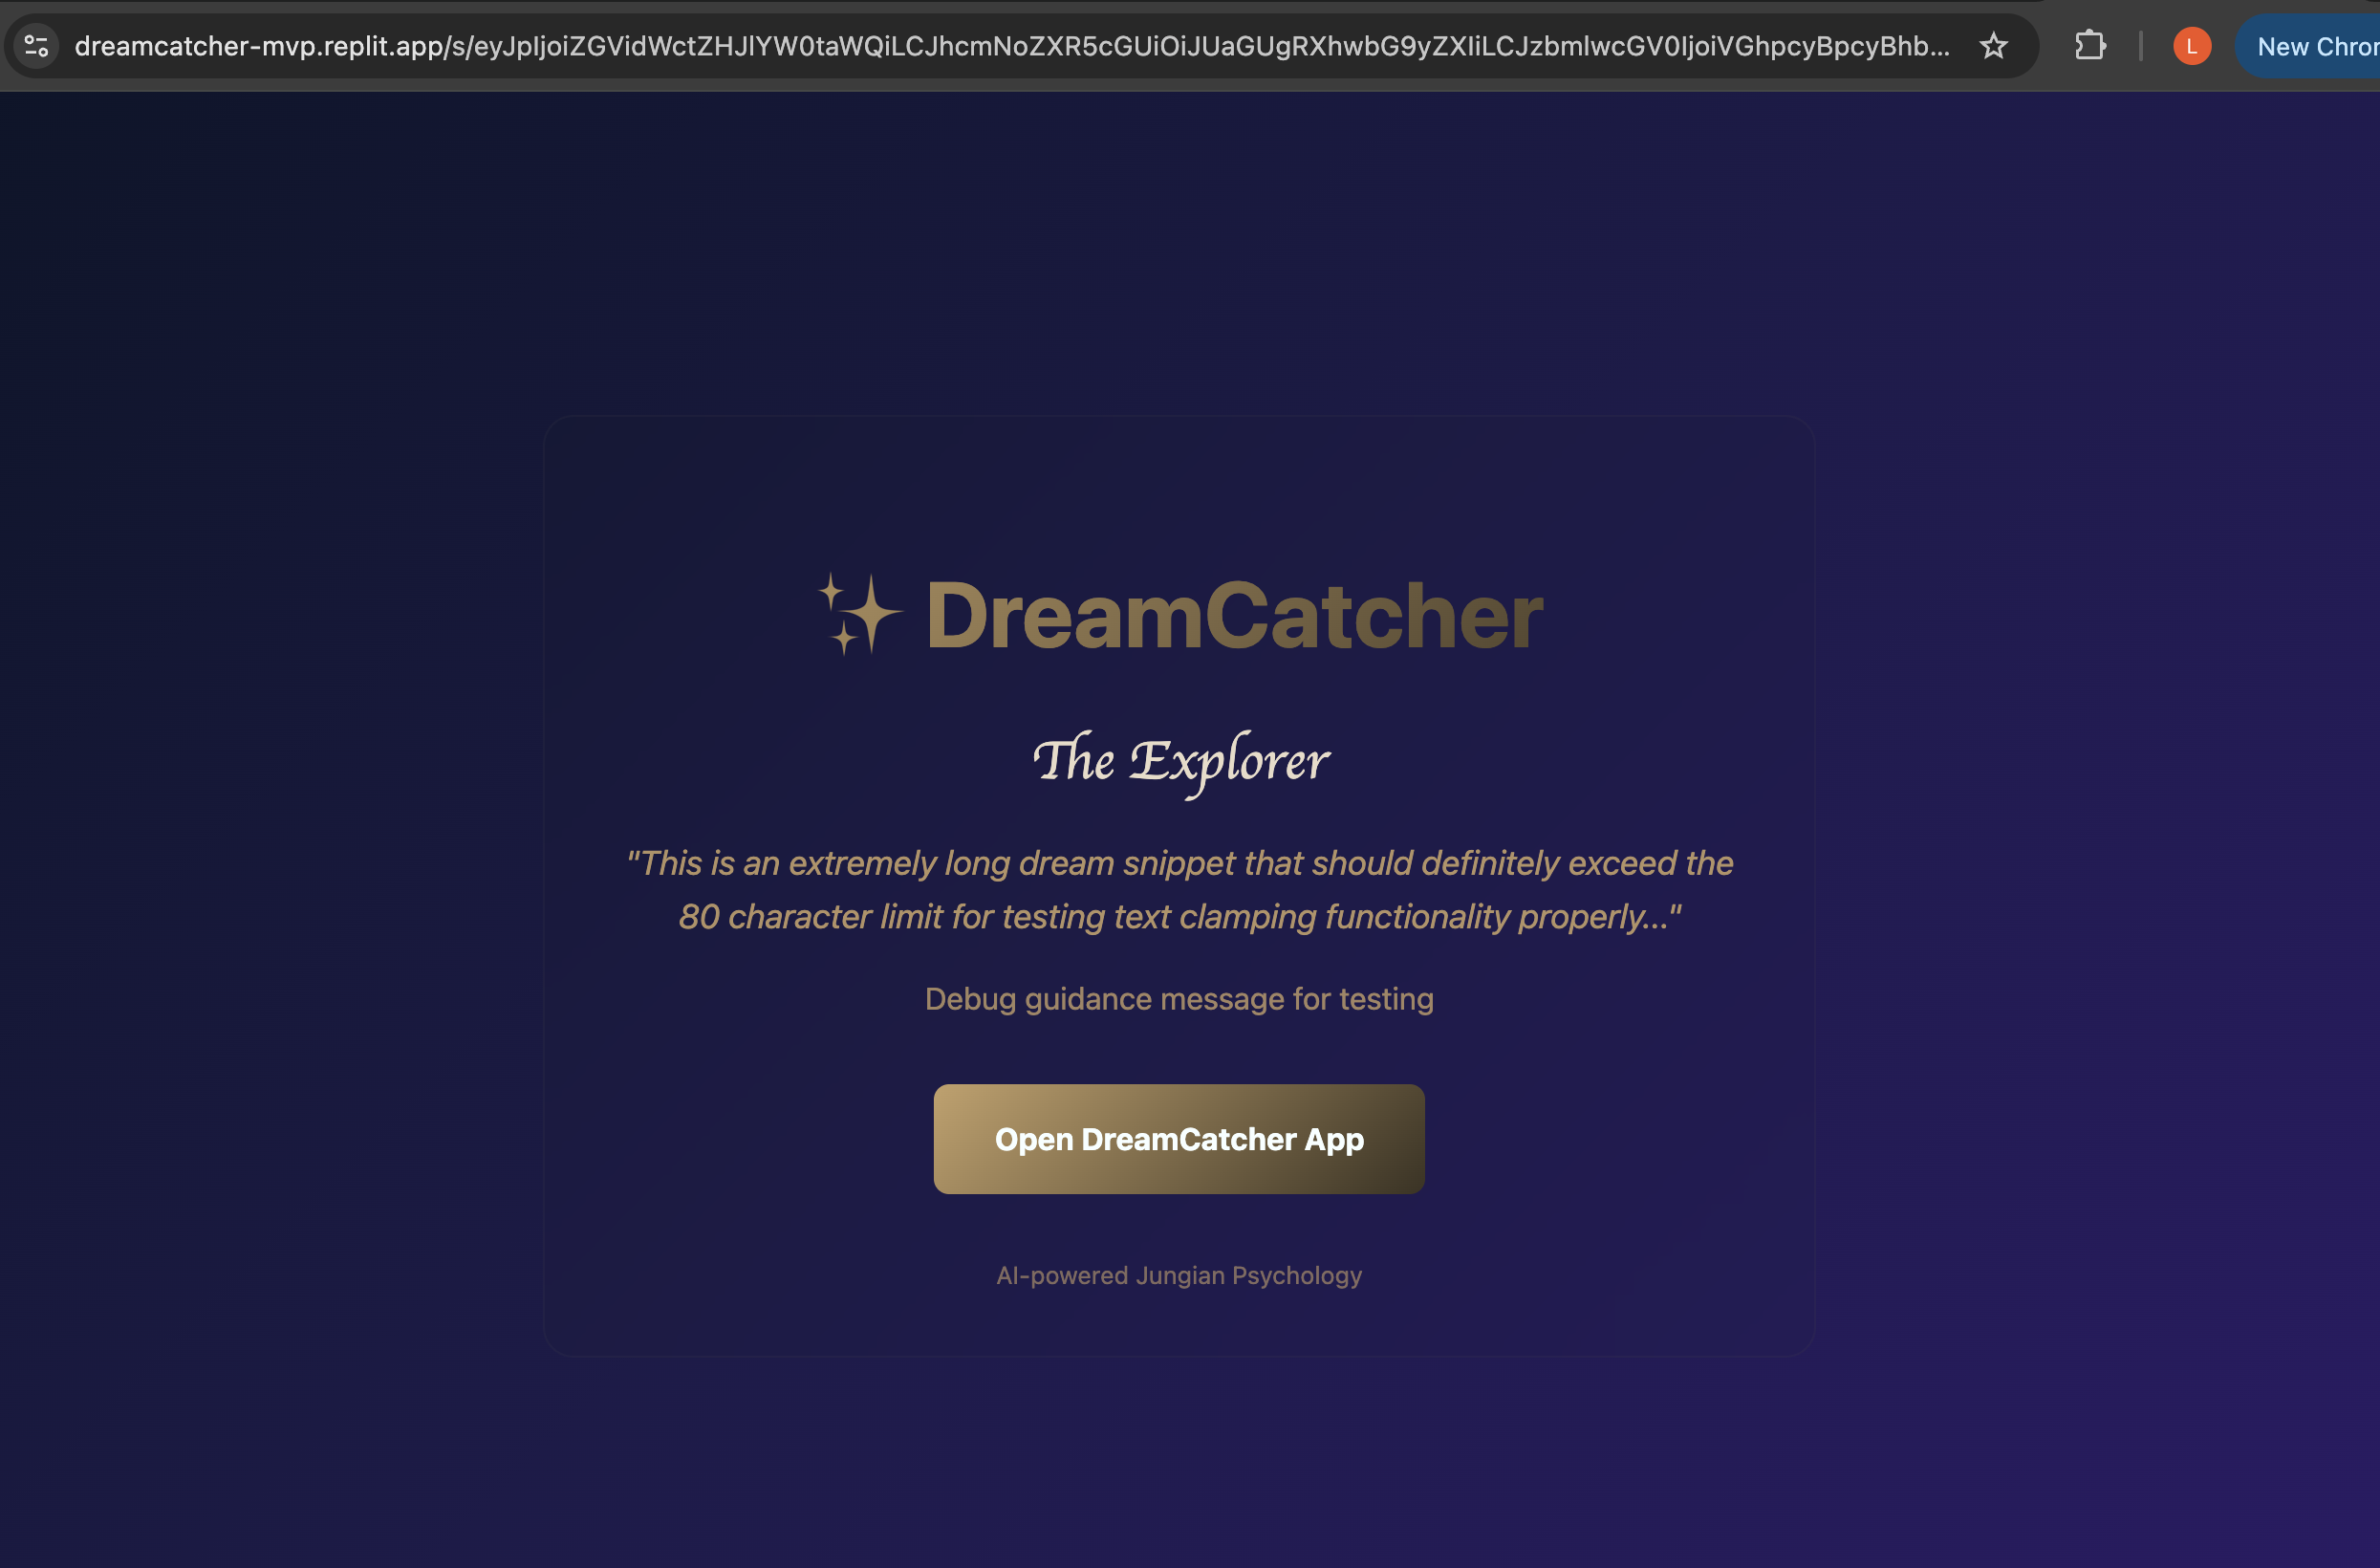 dreamcatcher-mvp.replit.app/s/eyJpIjoiZGVidWctZHJlYW0taWQiLCJhcmNoZXR5cGUiOiJUaGUgRXhwbG9yZXIiLCJzbmlwcGV0IjoiVGhpcyBpcyBhb...
L
New Chror
DreamCatcher
The Explorer
"This is an extremely long dream snippet that should definitely exceed the
80 character limit for testing text clamping functionality properly..."
Debug guidance message for testing
Open DreamCatcher App
AI-powered Jungian Psychology